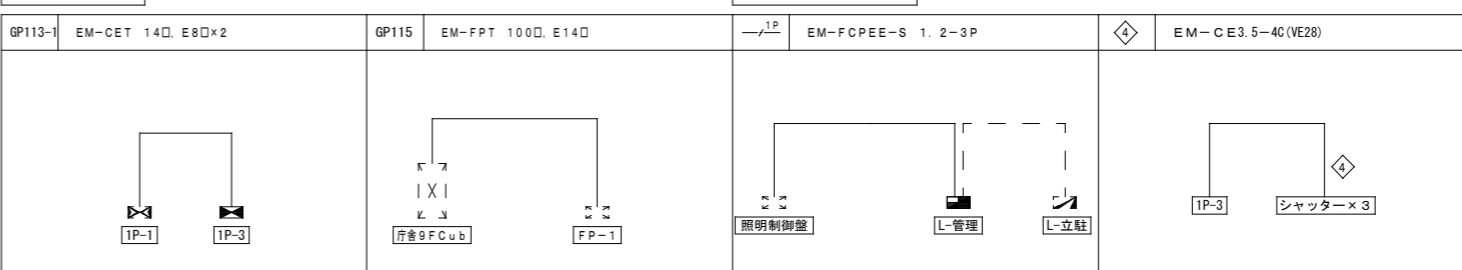 GP113-1 EM-CET 14□, E8□×2
GP115 EM-FPT 100□, E14□
1P EM-FCPEE-S 1.2-3P
4 EM-CE3.5-4C(VE28)
1P-1
1P-3
庁舎9FCub
FP-1
照明制御盤
L-管理
L-立駐
4
1P-3
シャッター×3